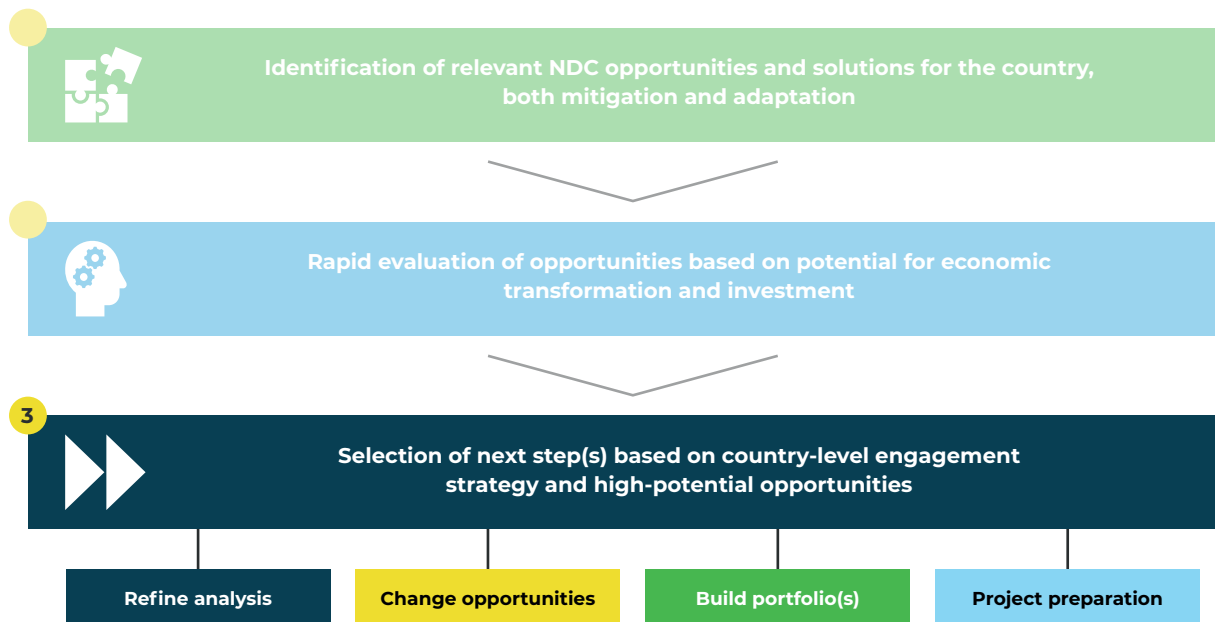 Identification of relevant NDC opportunities and solutions for the country,
both mitigation and adaptation
Rapid evaluation of opportunities based on potential for economic
transformation and investment
3
Selection of next step(s) based on country-level engagement
strategy and high-potential opportunities
Refine analysis
Change opportunities
Build portfolio(s)
Project preparation